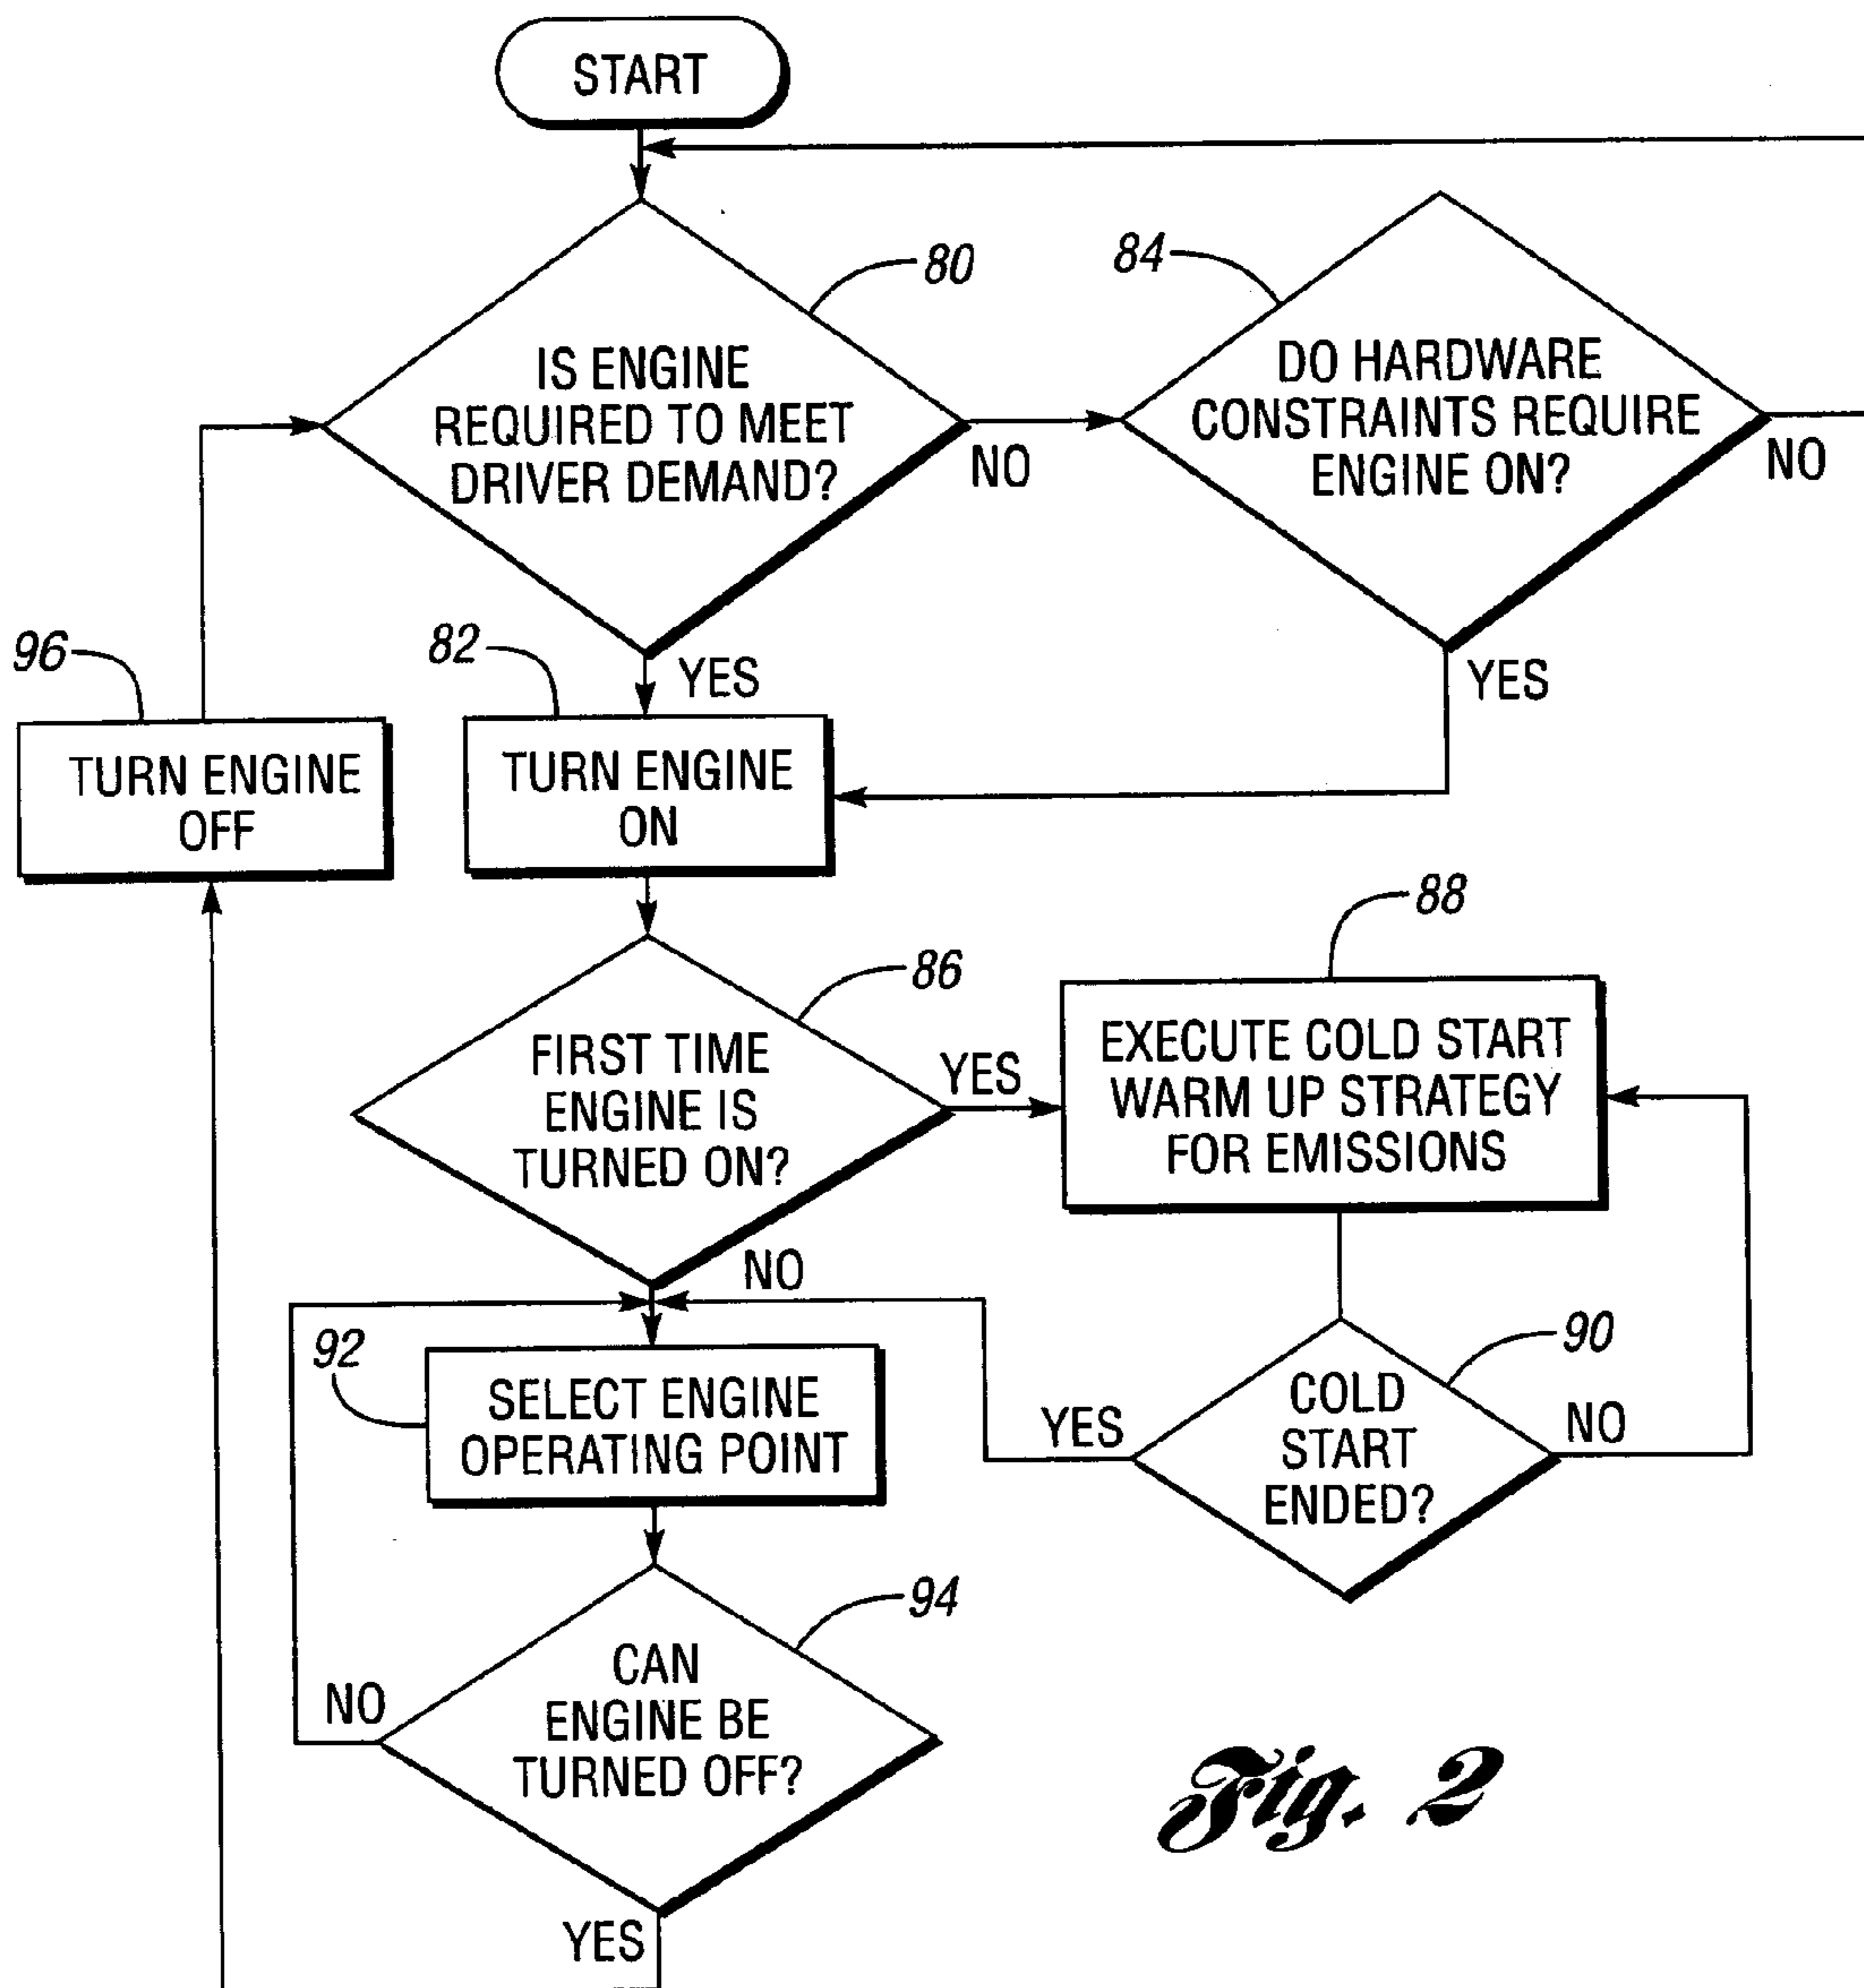 START
80
IS ENGINE
REQUIRED TO MEET
DRIVER DEMAND?
NO
YES
84
DO HARDWARE
CONSTRAINTS REQUIRE
ENGINE ON?
NO
YES
96
TURN ENGINE
OFF
82
TURN ENGINE
ON
86
FIRST TIME
ENGINE IS
TURNED ON?
YES
NO
88
EXECUTE COLD START
WARM UP STRATEGY
FOR EMISSIONS
90
COLD
START
ENDED?
YES
NO
92
SELECT ENGINE
OPERATING POINT
94
CAN
ENGINE BE
TURNED OFF?
NO
YES
Fig. 2